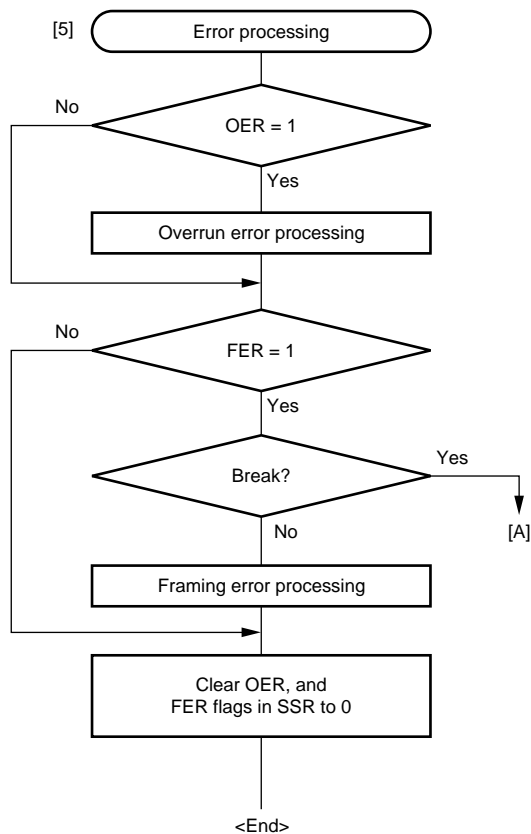 [5]
Error processing
No
OER = 1
Yes
Overrun error processing
No
FER = 1
Yes
Break?
Yes
No
[A]
Framing error processing
Clear OER, and
FER flags in SSR to 0
<End>